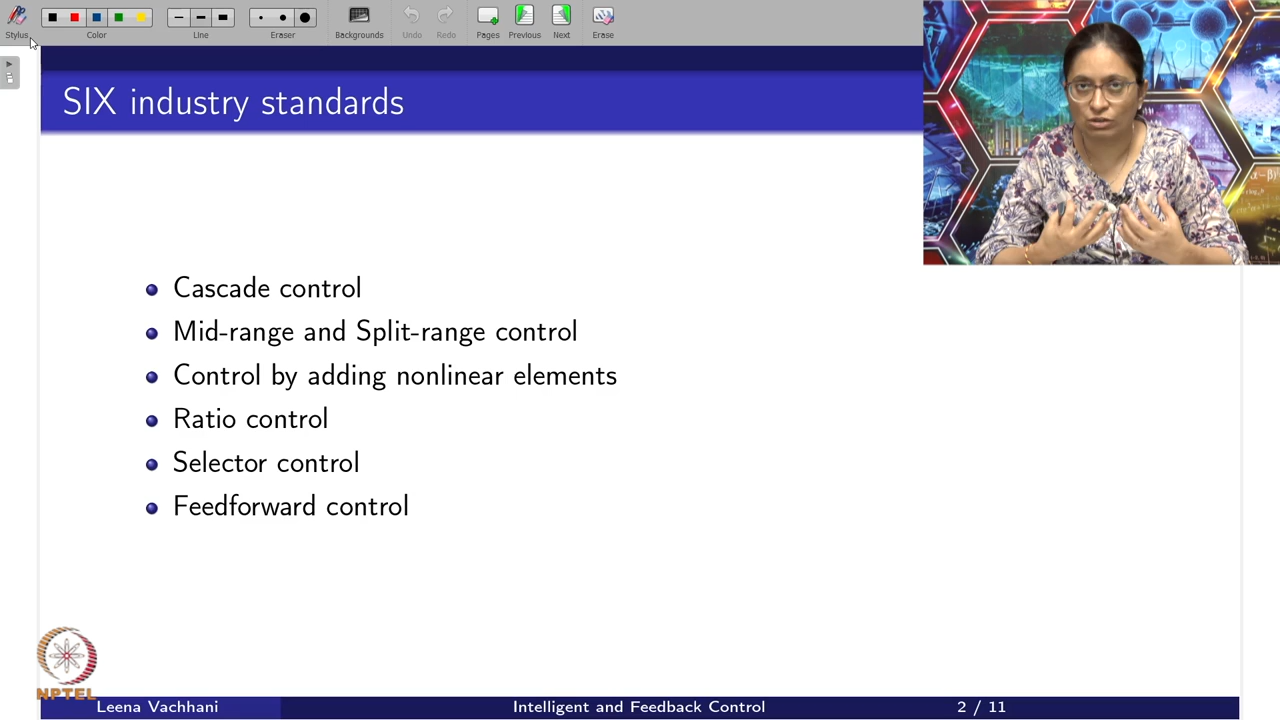 Stylus
Color
Line
Eraser
Backgrounds
Undo
Redo
Pages
Previous
Next
Erase
SIX industry standards
Cascade control
Mid-range and Split-range control
Control by adding nonlinear elements
Ratio control
Selector control
Feedforward control
NPTEL
Leena Vachhani
Intelligent and Feedback Control
2 / 11